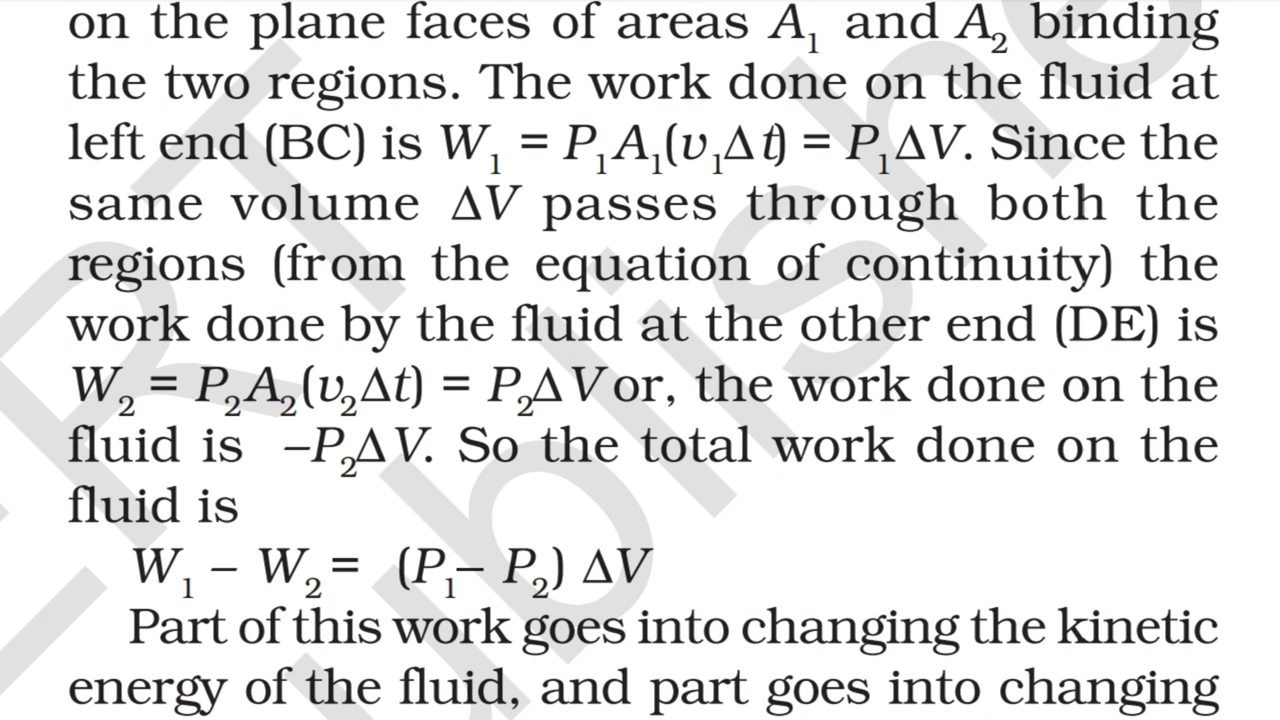 on the plane faces of areas A₁ and A₂ binding
the two regions. The work done on the fluid at
left end (BC) is W₁ = P₁A₁(v₁Δt) = P₁ΔV. Since the
same volume ΔV passes through both the
regions (from the equation of continuity) the
work done by the fluid at the other end (DE) is
W₂ = P₂A₂(v₂Δt) = P₂ΔV or, the work done on the
fluid is –P₂ΔV. So the total work done on the
fluid is
W₁ – W₂ = (P₁– P₂) ΔV
Part of this work goes into changing the kinetic
energy of the fluid, and part goes into changing